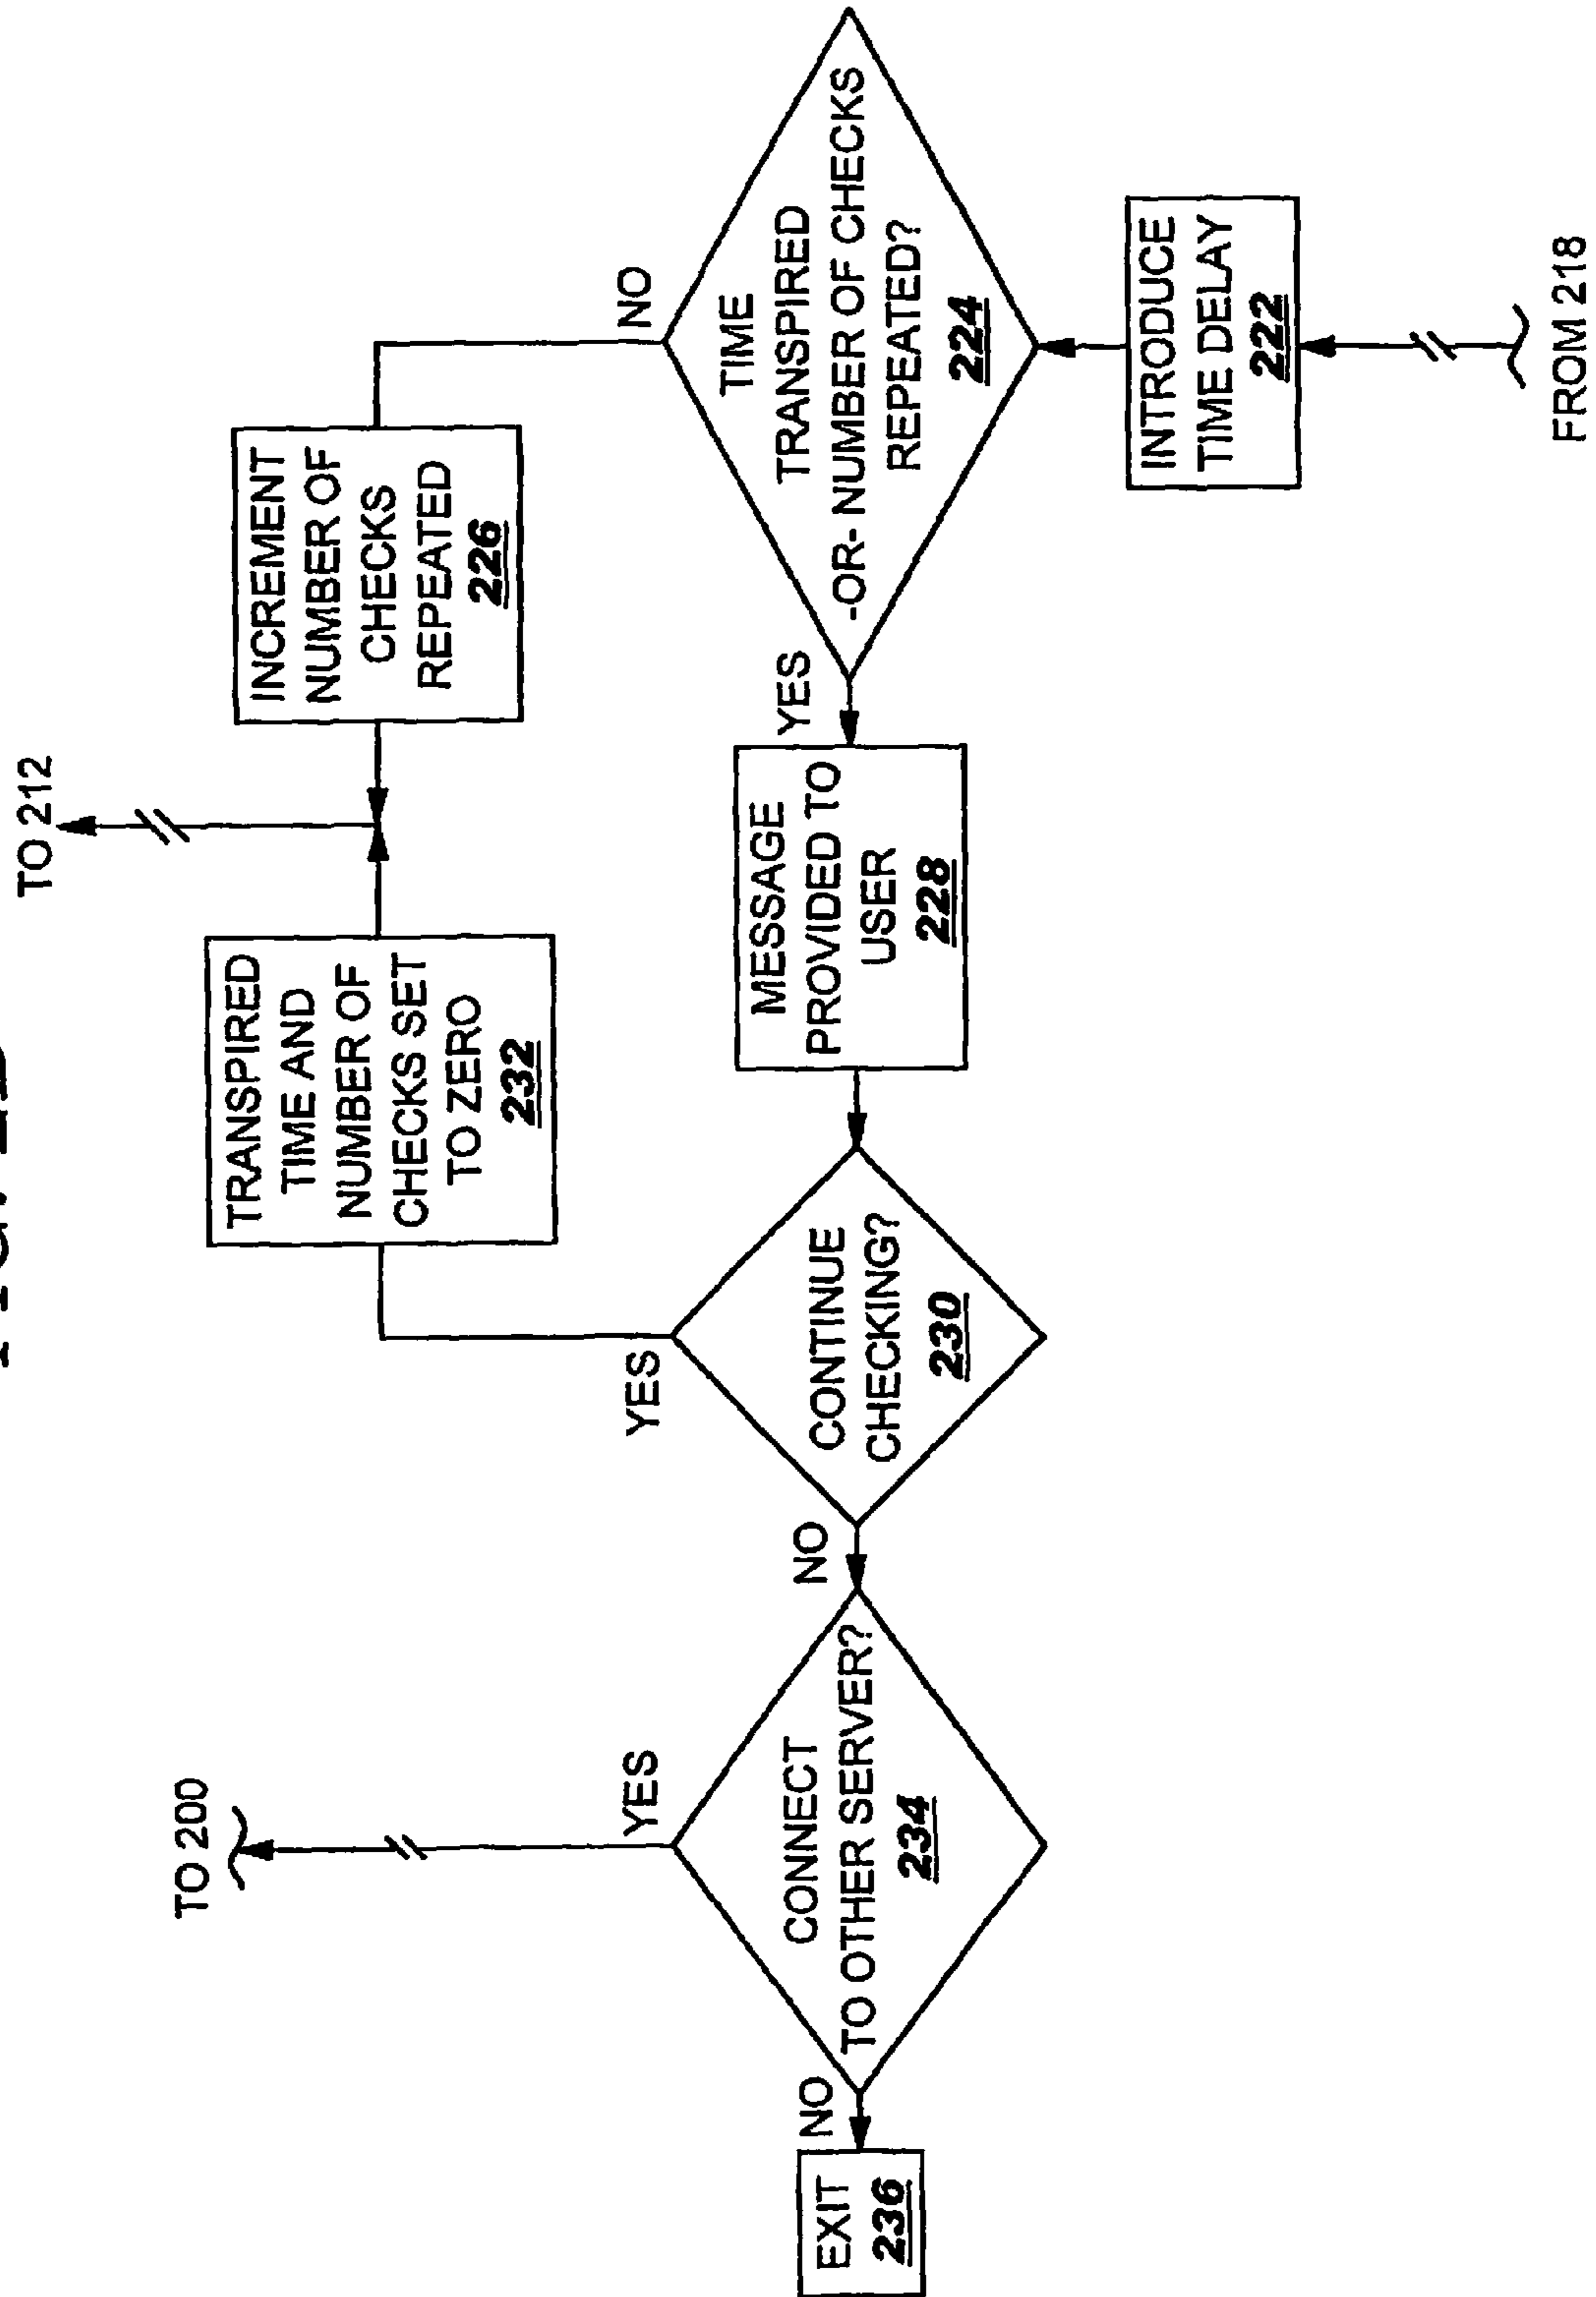 TO 212
TO 200
TRANSPIRED
TIME AND
NUMBER OF
CHECKS SET
TO ZERO
232
INCREMENT
NUMBER OF
CHECKS
REPEATED
226
YES
YES
NO
EXIT
236
NO
CONNECT
TO OTHER SERVER?
234
NO
CONTINUE
CHECKING?
230
MESSAGE
PROVIDED TO
USER
228
YES
TIME
TRANSPIRED
-OR- NUMBER OF CHECKS
REPEATED?
224
INTRODUCE
TIME DELAY
222
FROM 218